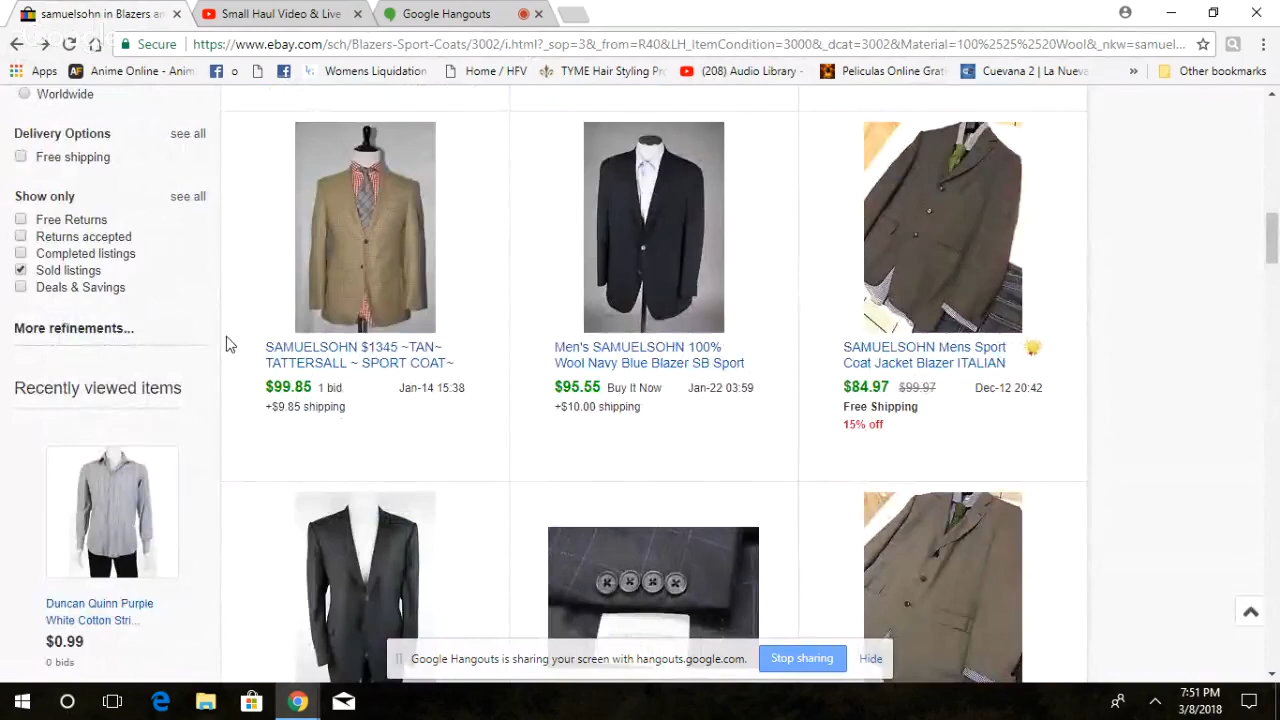 samuelsohn in Blazers an
Small Haul Video & Live
Google Hangouts
Secure
https://www.ebay.com/sch/Blazers-Sport-Coats/3002/i.html?_sop=3&_from=R40&LH_ItemCondition=3000&_dcat=3002&Material=100%2525%2520Wool&_nkw=samuel...
Apps
Anime Online - Anim
o
Womens Liquidation
Home / HFV
TYME Hair Styling Pro
(208) Audio Library -
Peliculas Online Grat
Cuevana 2 | La Nueva
»
Other bookmarks
Worldwide
Delivery Options see all
Free shipping
Show only see all
Free Returns
Returns accepted
Completed listings
Sold listings
Deals & Savings
More refinements...
Recently viewed items
Duncan Quinn Purple
White Cotton Stri...
$0.99
0 bids
SAMUELSOHN $1345 ~TAN~
TATTERSALL ~ SPORT COAT~
$99.85 1 bid Jan-14 15:38
+$9.85 shipping
Men's SAMUELSOHN 100%
Wool Navy Blue Blazer SB Sport
$95.55 Buy It Now Jan-22 03:59
+$10.00 shipping
SAMUELSOHN Mens Sport
Coat Jacket Blazer ITALIAN
$84.97 $99.97 Dec-12 20:42
Free Shipping
15% off
Google Hangouts is sharing your screen with hangouts.google.com.
Stop sharing
Hide
7:51 PM
3/8/2018